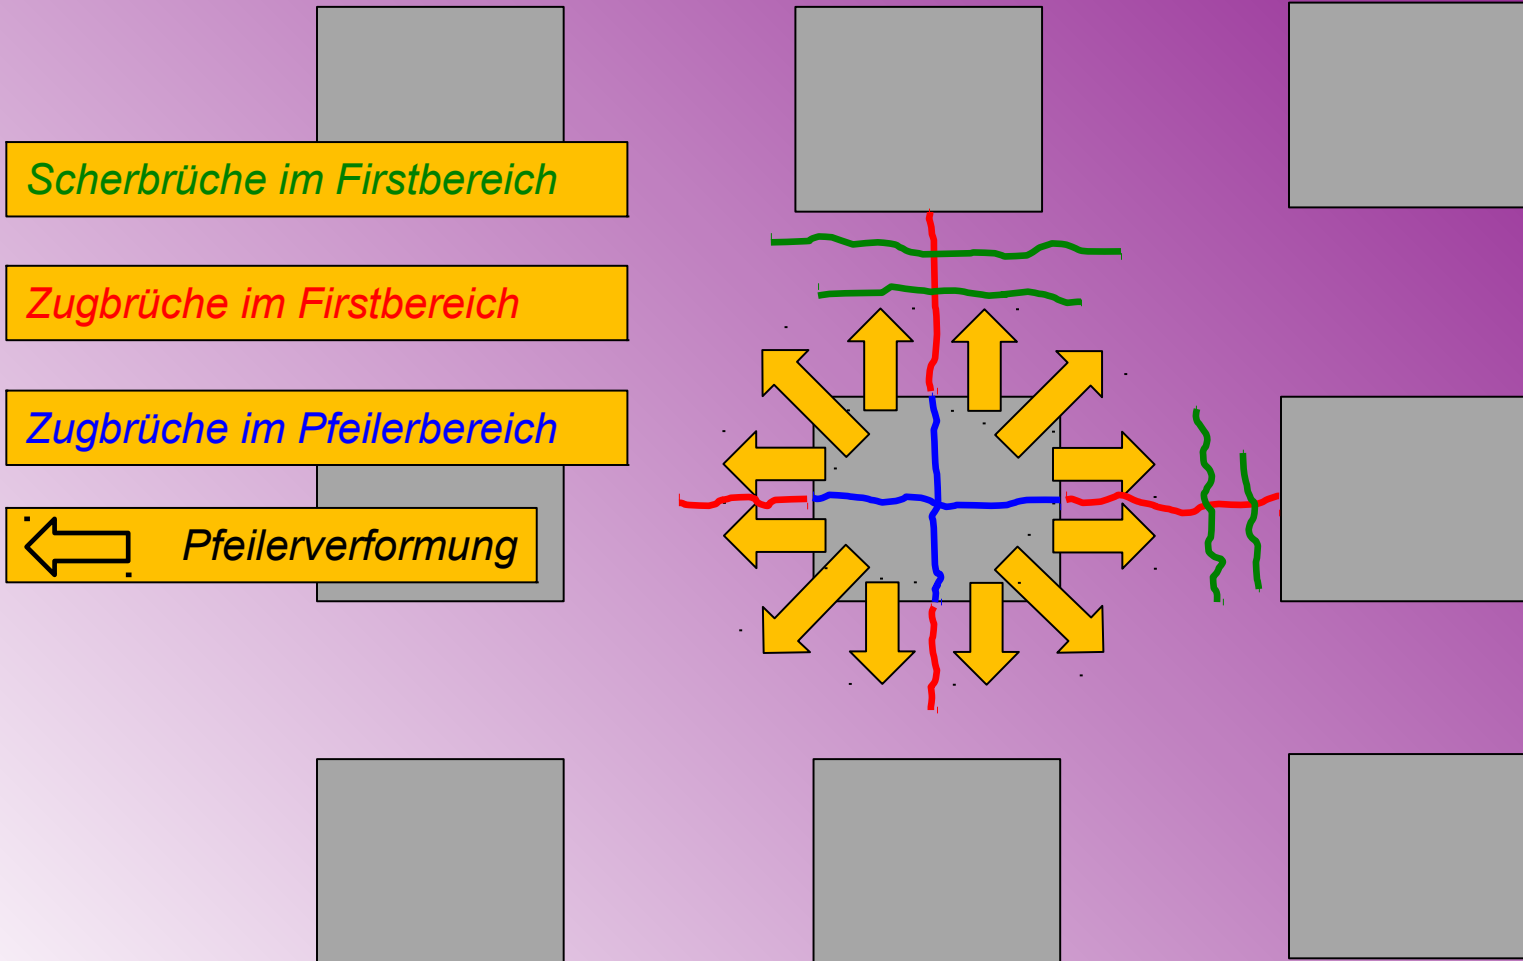 Scherbrüche im Firstbereich
Zugbrüche im Firstbereich
Zugbrüche im Pfeilerbereich
Pfeilerverformung